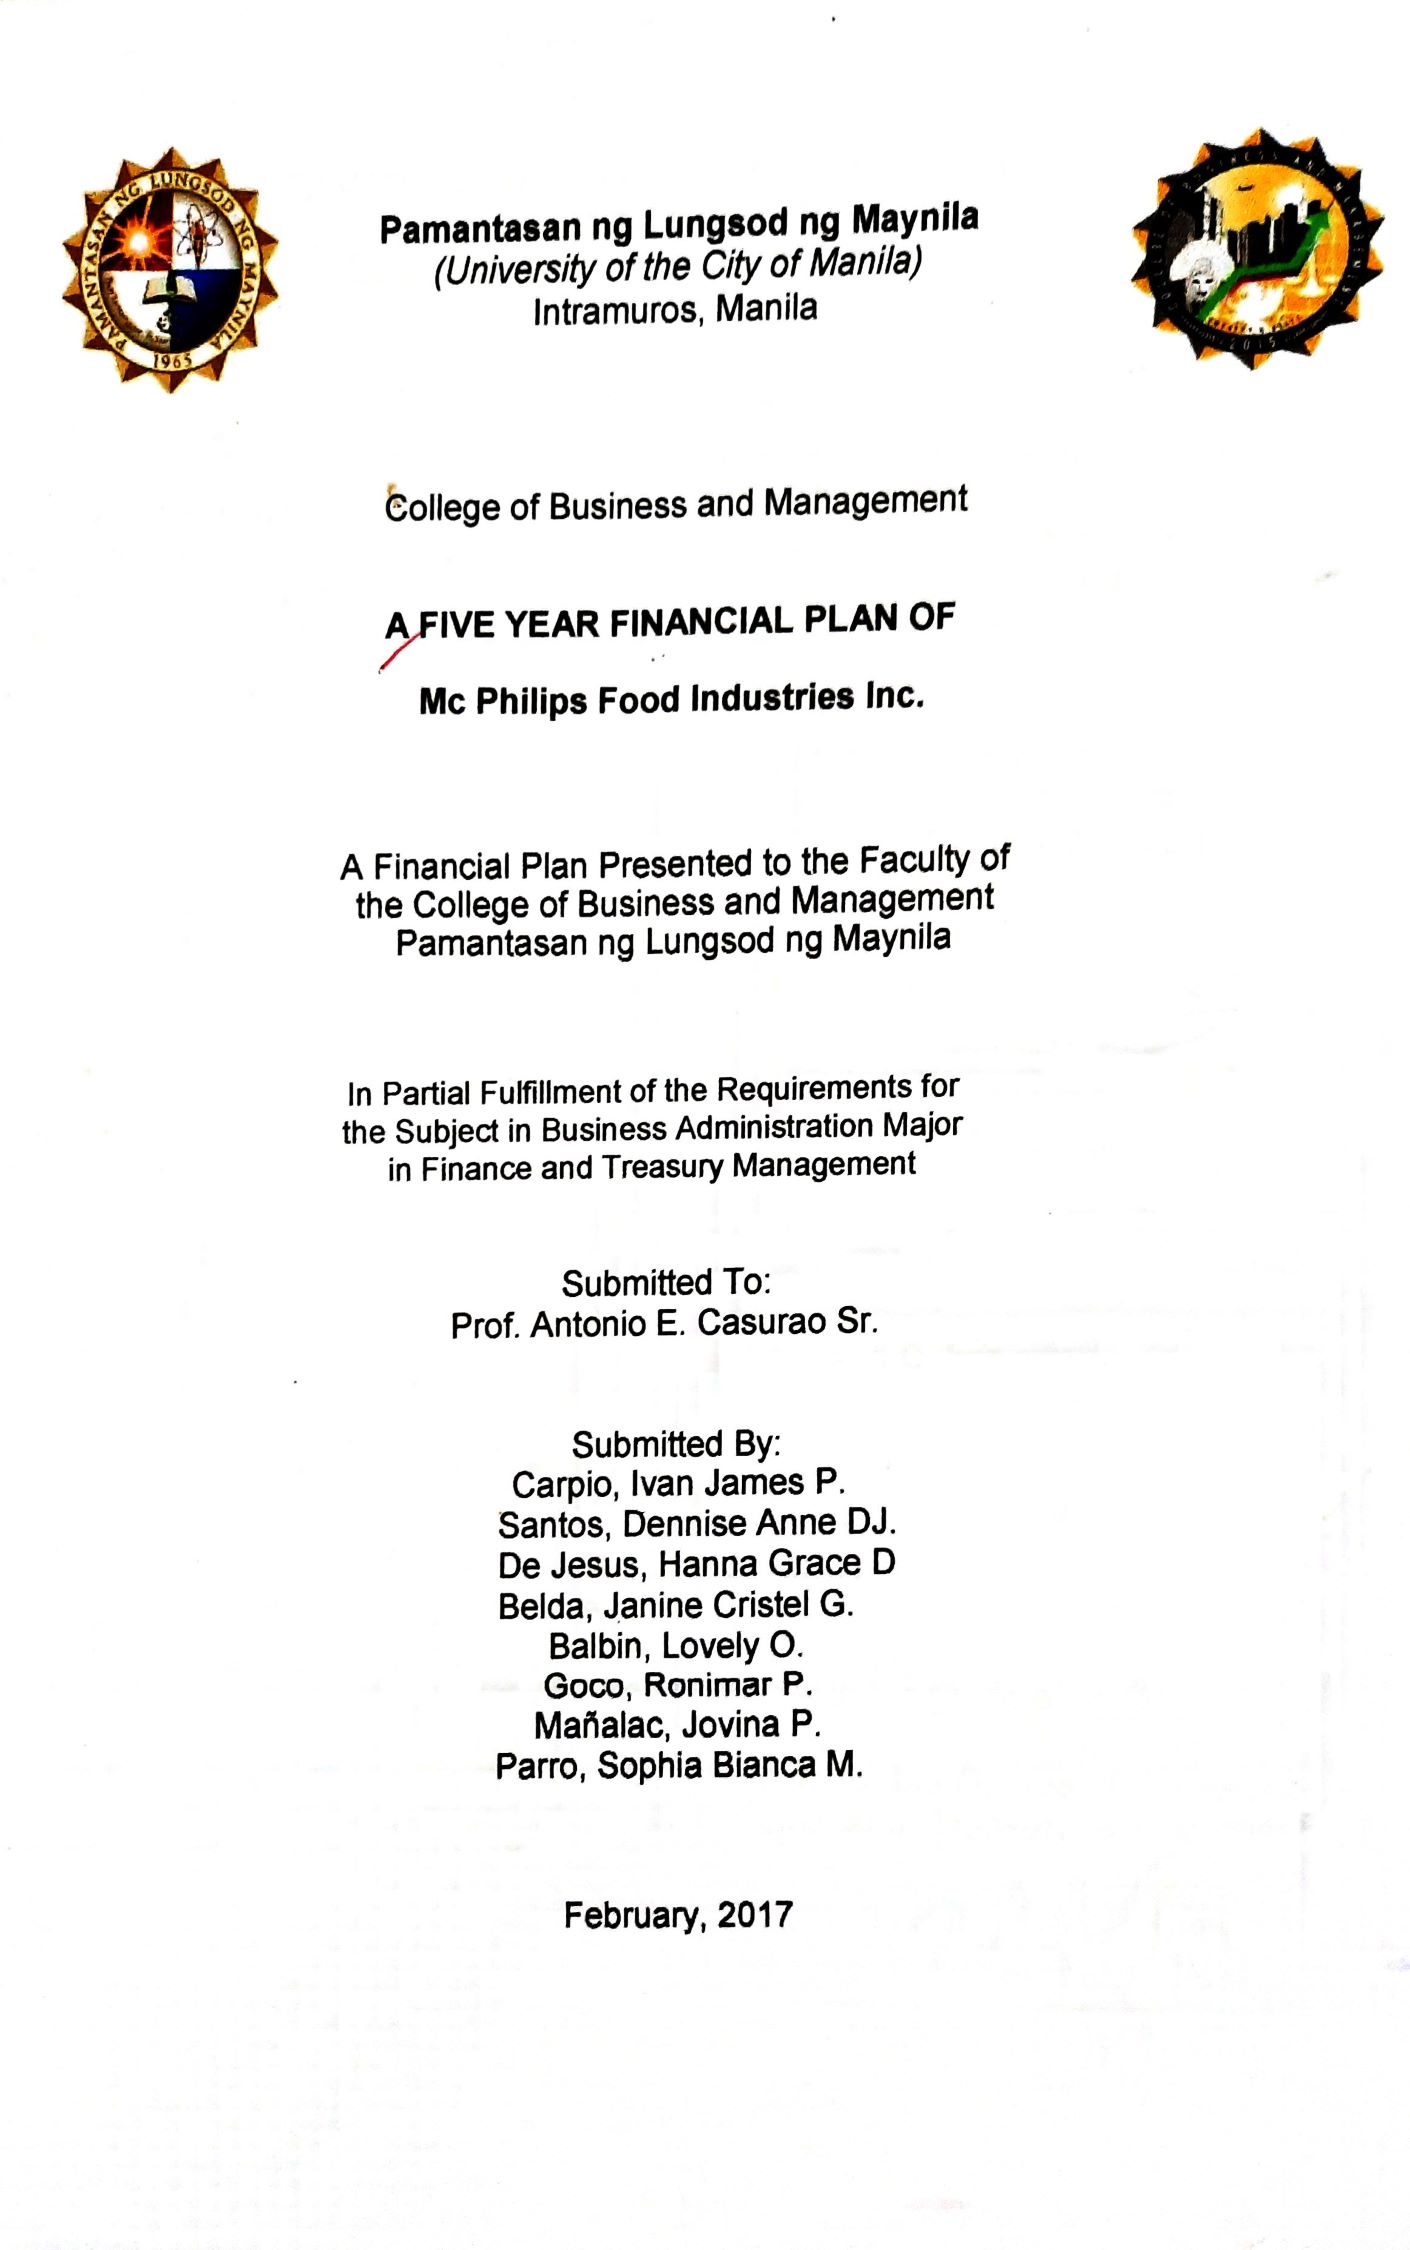 PAMANTASAN NG LUNGSOD NG MAYNILA
1965
2015
Pamantasan ng Lungsod ng Maynila
(University of the City of Manila)
Intramuros, Manila
College of Business and Management
A FIVE YEAR FINANCIAL PLAN OF
Mc Philips Food Industries Inc.
A Financial Plan Presented to the Faculty of
the College of Business and Management
Pamantasan ng Lungsod ng Maynila
In Partial Fulfillment of the Requirements for
the Subject in Business Administration Major
in Finance and Treasury Management
Submitted To:
Prof. Antonio E. Casurao Sr.
Submitted By:
Carpio, Ivan James P.
Santos, Dennise Anne DJ.
De Jesus, Hanna Grace D
Belda, Janine Cristel G.
Balbin, Lovely O.
Goco, Ronimar P.
Mañalac, Jovina P.
Parro, Sophia Bianca M.
February, 2017